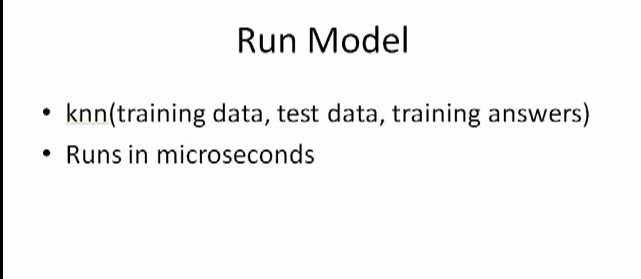 Run Model
• knn(training data, test data, training answers)
• Runs in microseconds